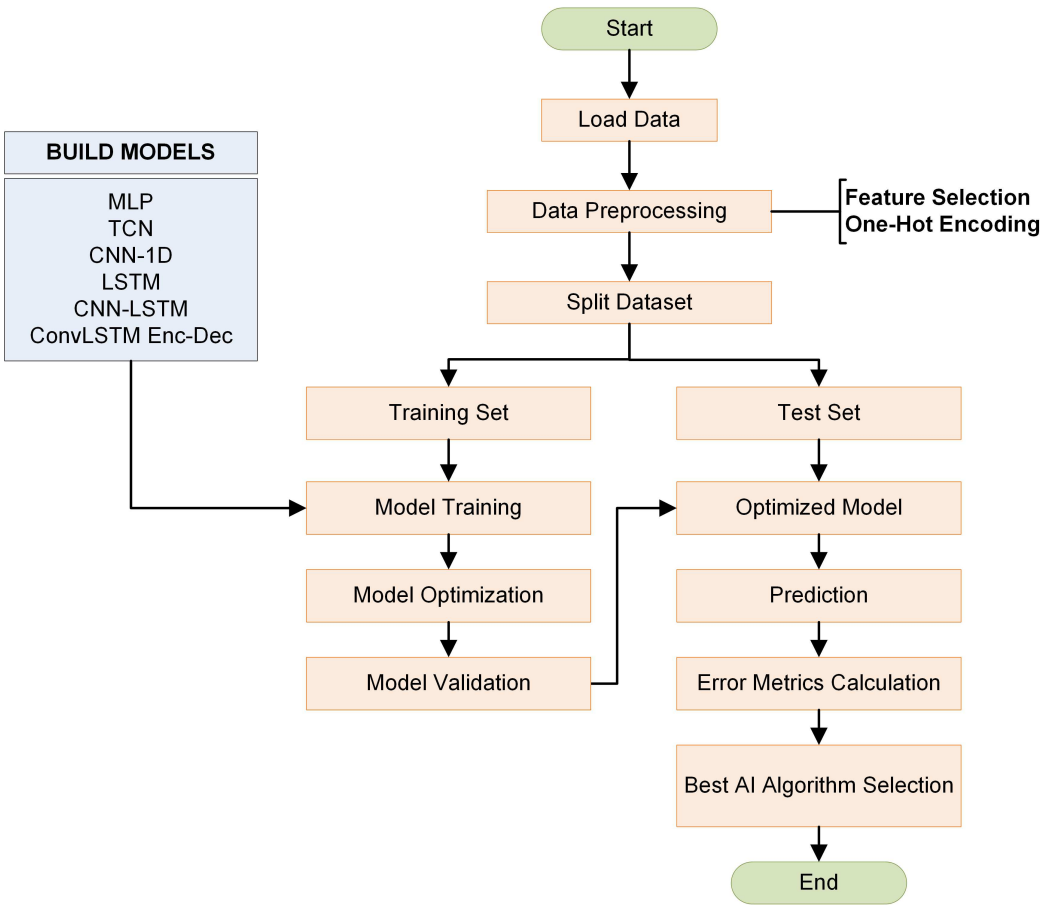 Start
Load Data
BUILD MODELS
MLP
TCN
CNN-1D
LSTM
CNN-LSTM
ConvLSTM Enc-Dec
Data Preprocessing
Feature Selection
One-Hot Encoding
Split Dataset
Training Set
Test Set
Model Training
Optimized Model
Model Optimization
Prediction
Model Validation
Error Metrics Calculation
Best AI Algorithm Selection
End